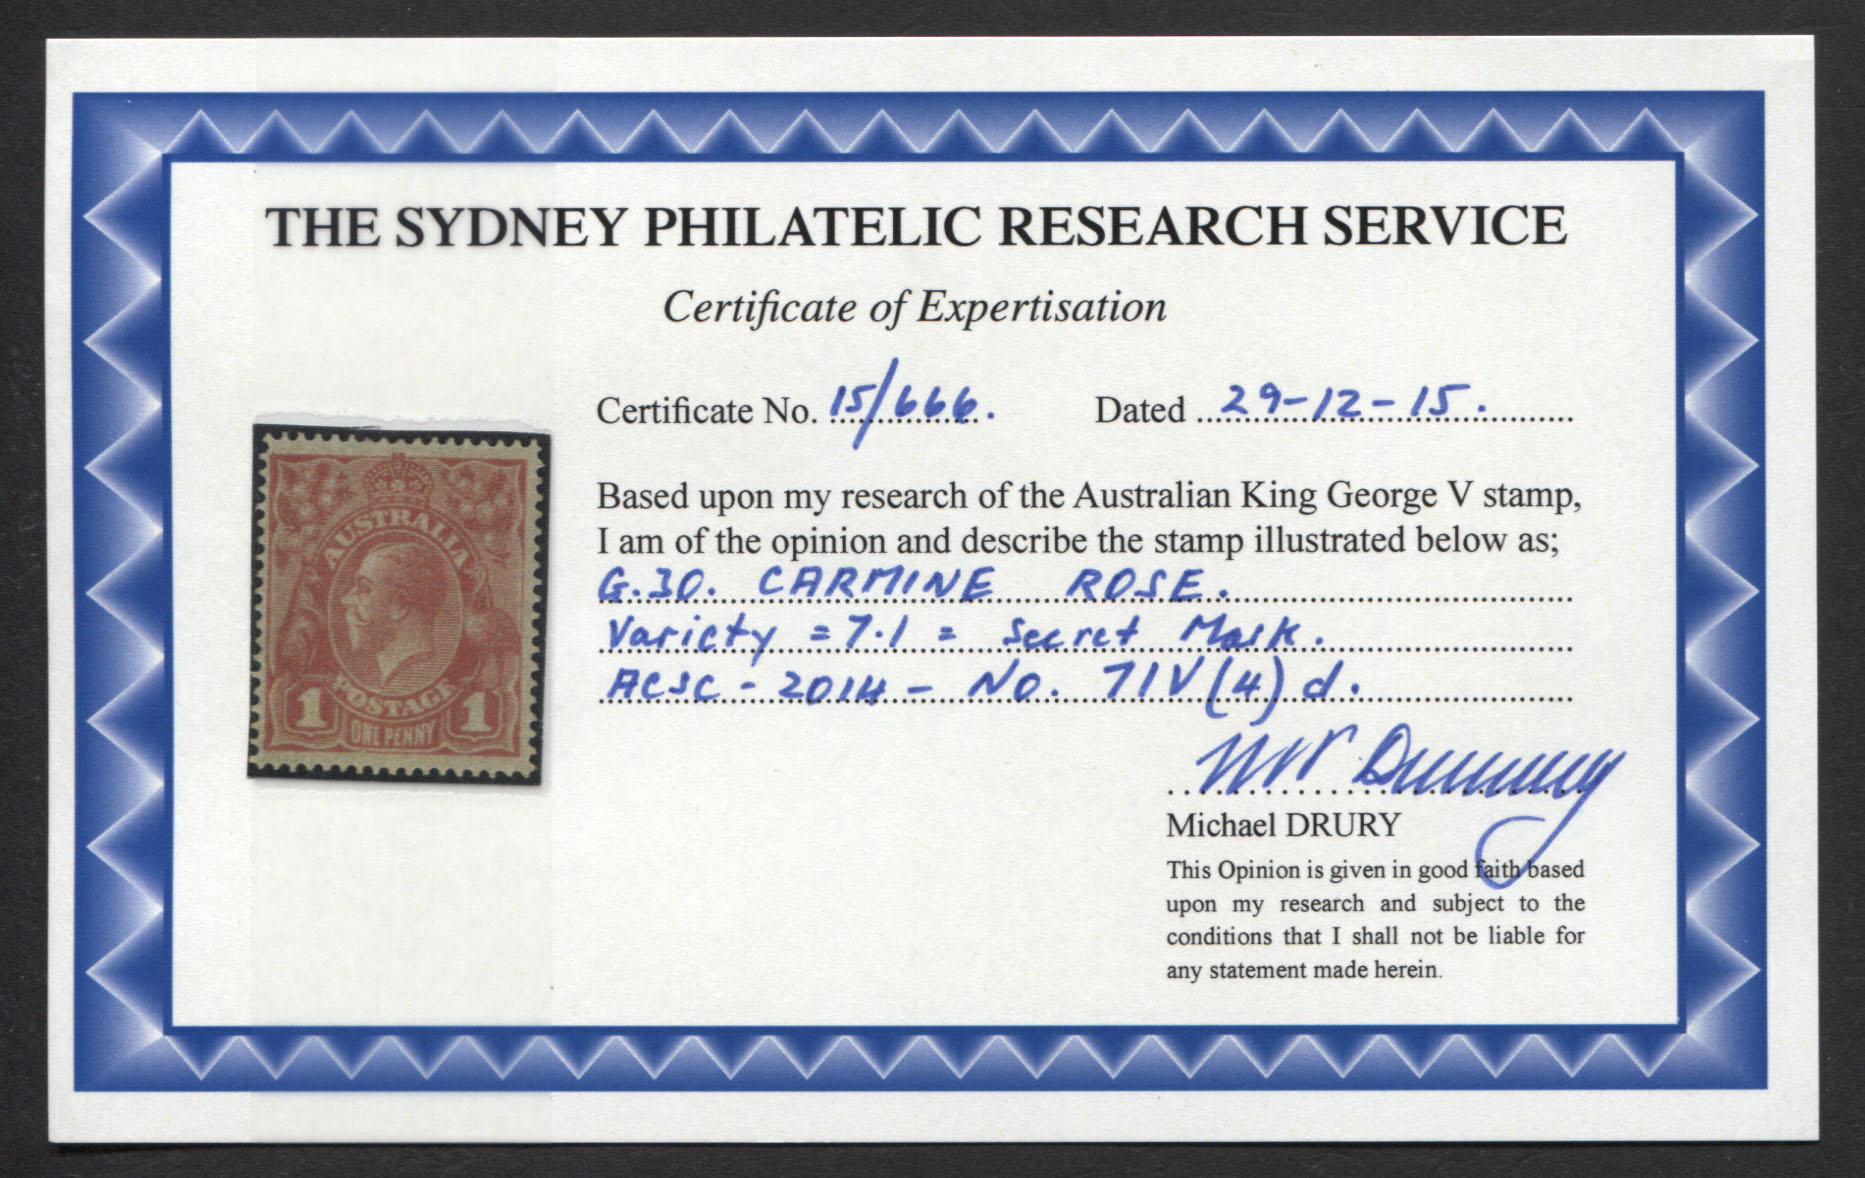 THE SYDNEY PHILATELIC RESEARCH SERVICE
Certificate of Expertisation
Certificate No. 15/666. Dated 29-12-15.
Based upon my research of the Australian King George V stamp,
I am of the opinion and describe the stamp illustrated below as;
G.30. CARMINE ROSE.
Variety = 7.1 = Secret Mark.
ACSC - 2014 - No. 71V(4)d.
Michael DRURY
This Opinion is given in good faith based
upon my research and subject to the
conditions that I shall not be liable for
any statement made herein.
AUSTRALIA
POSTAGE
1 ONE PENNY 1